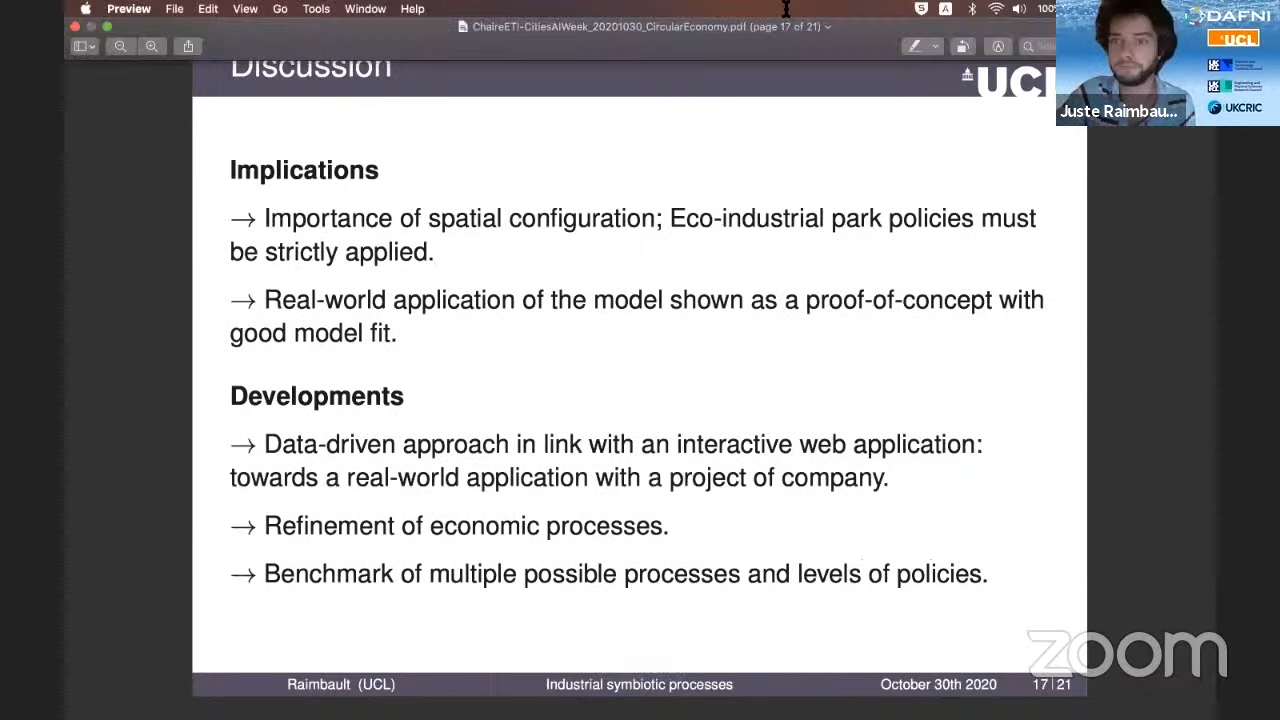 Preview File Edit View Go Tools Window Help
ChaireETI-CitiesAIWeek_20201030_CircularEconomy.pdf (page 17 of 21)
DAFNI
UCL
UKCRIC
Juste Raimbau...
Discussion
UCL
Implications
→ Importance of spatial configuration; Eco-industrial park policies must
be strictly applied.
→ Real-world application of the model shown as a proof-of-concept with
good model fit.
Developments
→ Data-driven approach in link with an interactive web application:
towards a real-world application with a project of company.
→ Refinement of economic processes.
→ Benchmark of multiple possible processes and levels of policies.
zoom
Raimbault (UCL) Industrial symbiotic processes October 30th 2020 17|21